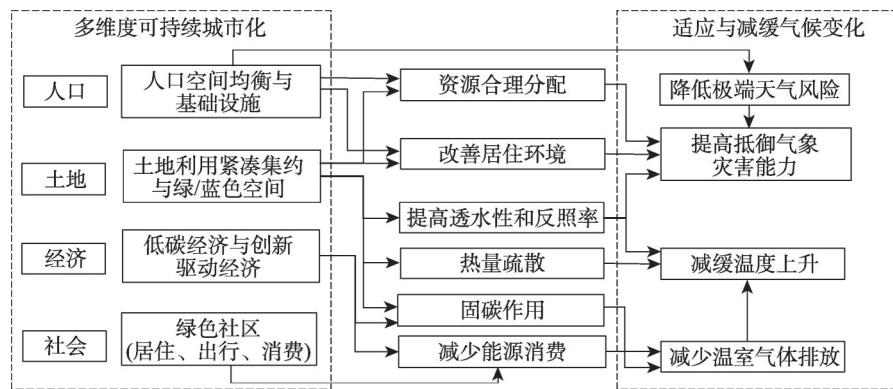 多维度可持续城市化
适应与减缓气候变化
人口
人口空间均衡与
基础设施
资源合理分配
降低极端天气风险
提高抵御气象
灾害能力
改善居住环境
土地
土地利用紧凑集约
与绿/蓝色空间
提高透水性和反照率
经济
低碳经济与创新
驱动经济
热量疏散
减缓温度上升
固碳作用
社会
绿色社区
(居住、出行、消费)
减少能源消费
减少温室气体排放